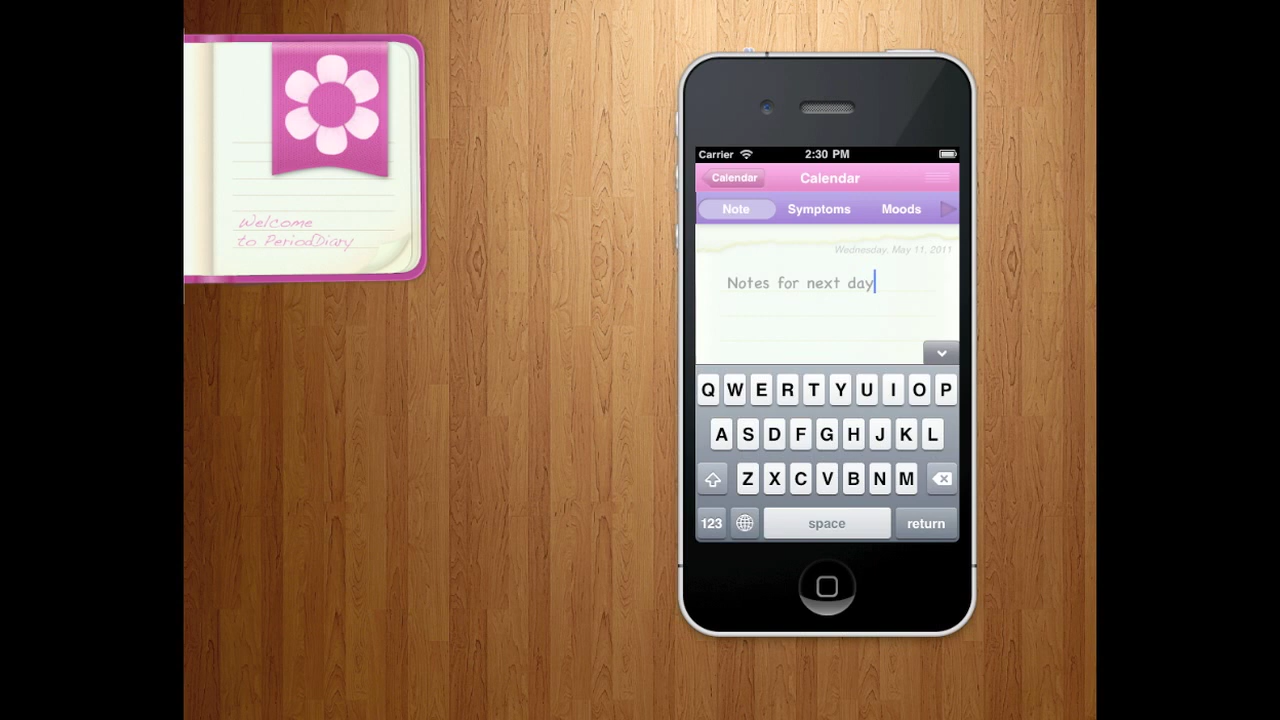 Welcome
to PeriodDiary
Carrier
2:30 PM
Calendar
Calendar
Note
Symptoms
Moods
Wednesday, May 11, 2011
Notes for next day
Q W E R T Y U I O P
A S D F G H J K L
Z X C V B N M
123
space
return